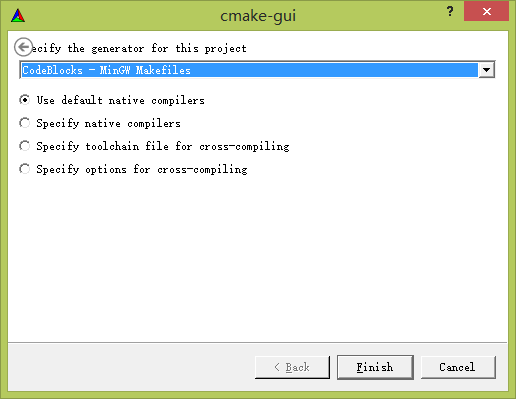 cmake-gui
?
ecify the generator for this project
CodeBlocks - MinGW Makefiles
Use default native compilers
Specify native compilers
Specify toolchain file for cross-compiling
Specify options for cross-compiling
< Back
Finish
Cancel